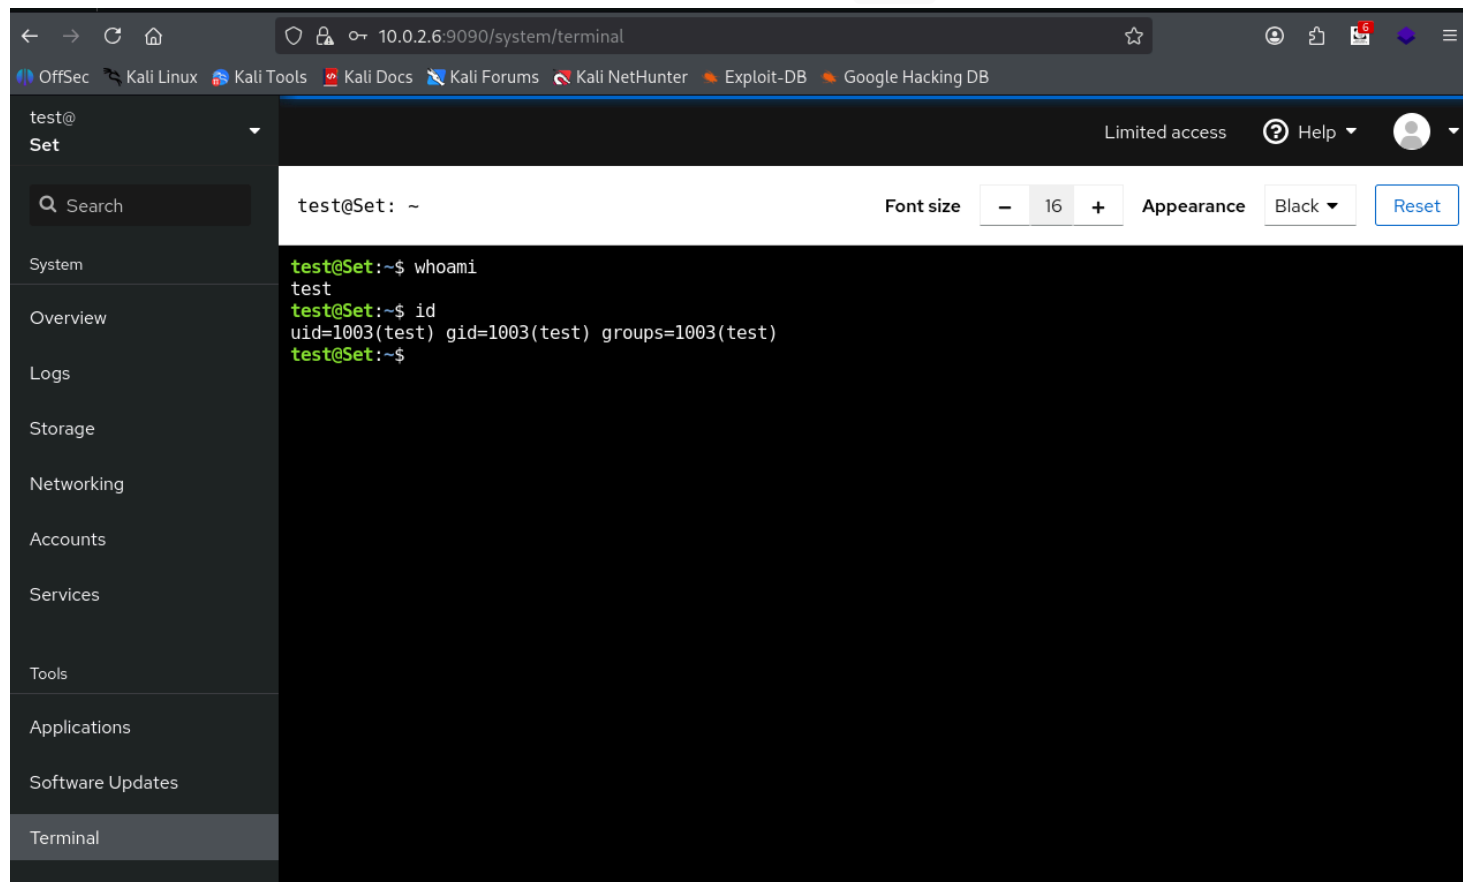 10.0.2.6:9090/system/terminal
6
OffSec Kali Linux Kali Tools Kali Docs Kali Forums Kali NetHunter Exploit-DB Google Hacking DB
test@
Set
Limited access ? Help
Search
test@Set: ~ Font size − 16 + Appearance Black Reset
System
Overview
Logs
Storage
Networking
Accounts
Services
Tools
Applications
Software Updates
Terminal
test@Set:~$ whoami
test
test@Set:~$ id
uid=1003(test) gid=1003(test) groups=1003(test)
test@Set:~$